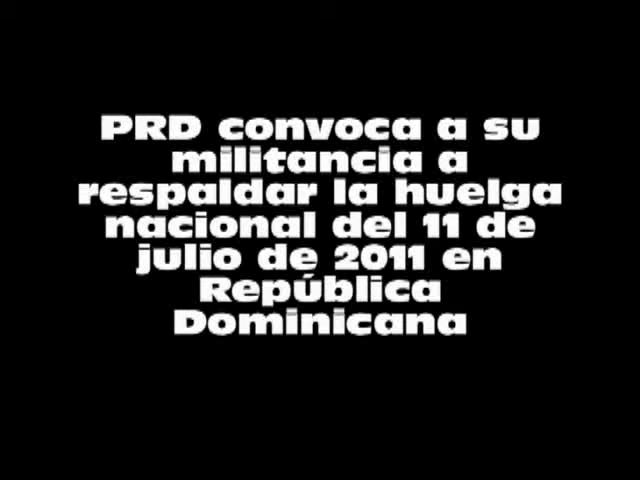 PRD convoca a su
militancia a
respaldar la huelga
nacional del 11 de
julio de 2011 en
República
Dominicana